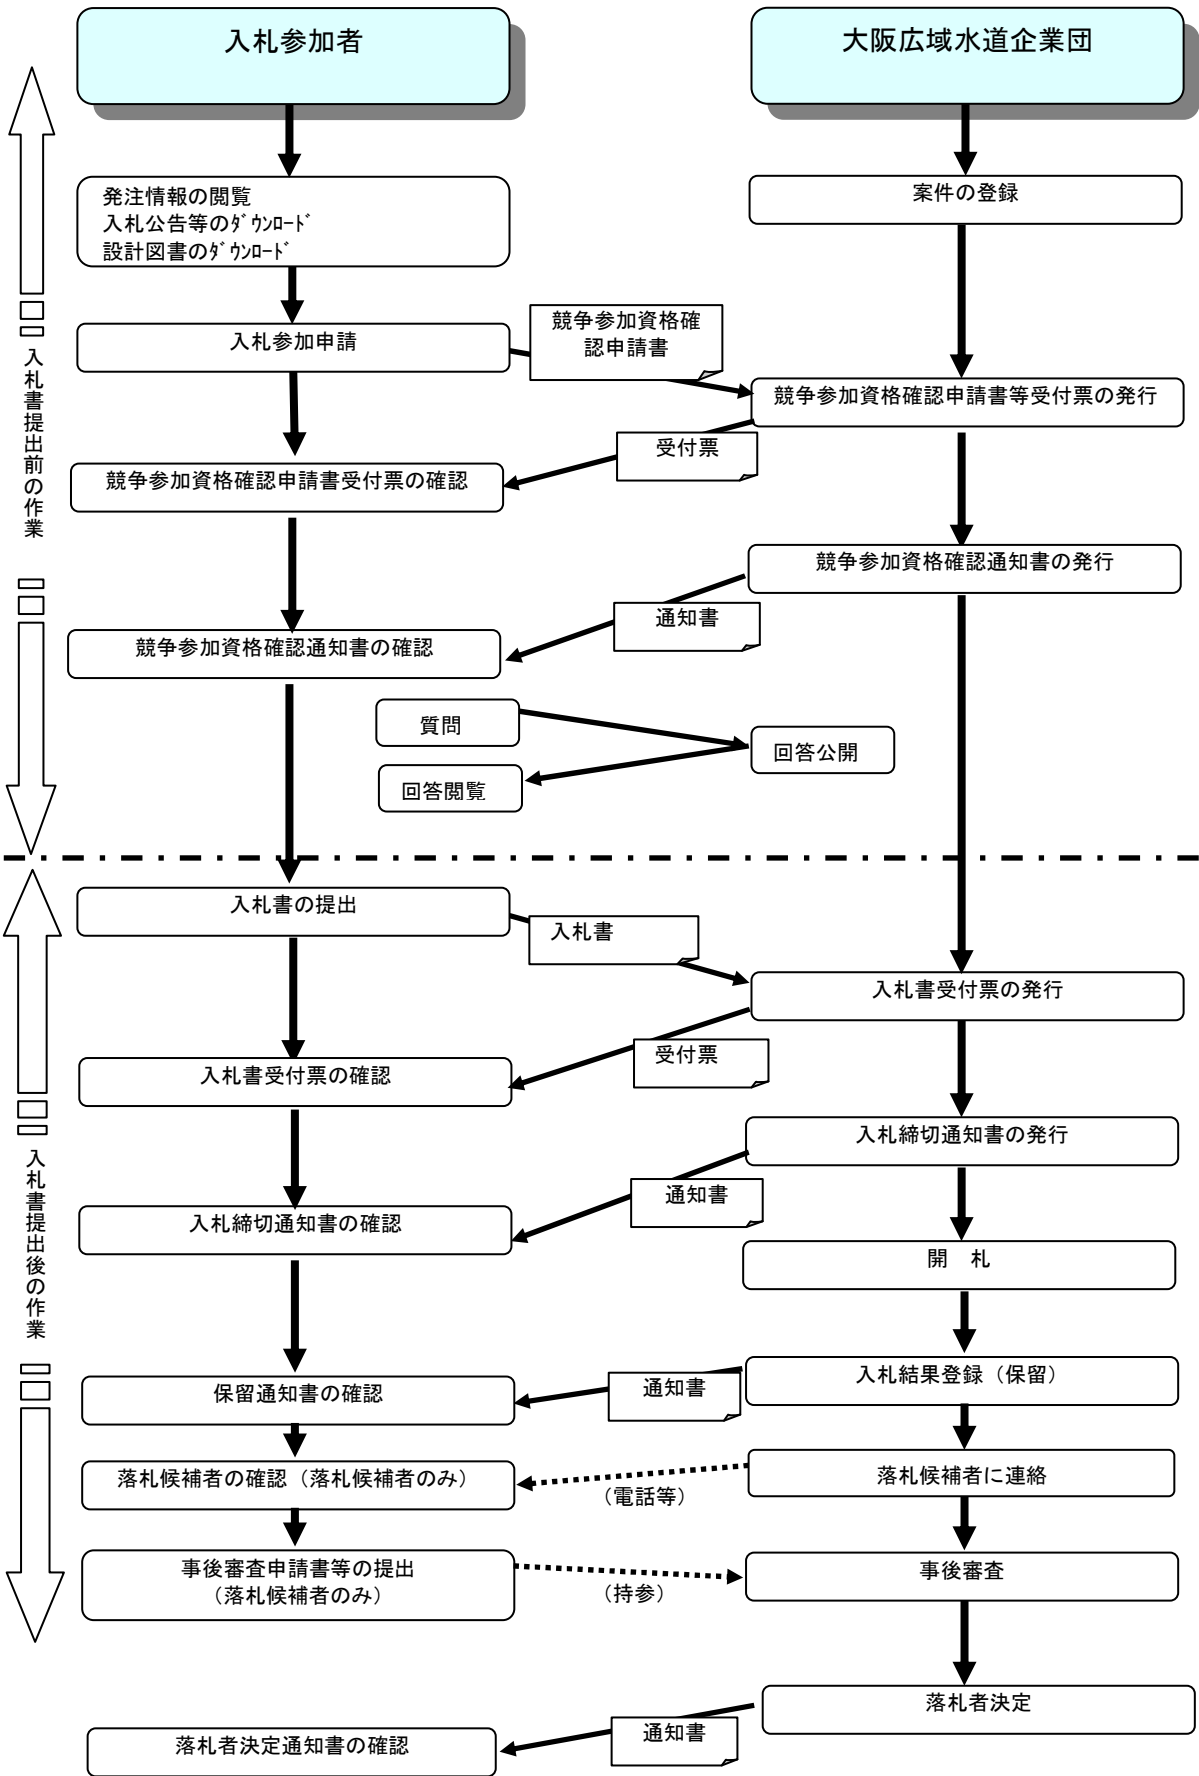 入札参加者
大阪広域水道企業団
発注情報の閲覧
入札公告等のﾀﾞｳﾝﾛｰﾄﾞ
設計図書のﾀﾞｳﾝﾛｰﾄﾞ
案件の登録
入札参加申請
競争参加資格確
認申請書
競争参加資格確認申請書等受付票の発行
受付票
競争参加資格確認申請書受付票の確認
入札書提出前の作業
競争参加資格確認通知書の発行
通知書
競争参加資格確認通知書の確認
質問
回答公開
回答閲覧
入札書の提出
入札書
入札書受付票の発行
受付票
入札書受付票の確認
入札締切通知書の発行
通知書
入札締切通知書の確認
入札書提出後の作業
開　札
入札結果登録（保留）
通知書
保留通知書の確認
落札候補者に連絡
（電話等）
落札候補者の確認（落札候補者のみ）
事後審査申請書等の提出
（落札候補者のみ）
（持参）
事後審査
落札者決定
通知書
落札者決定通知書の確認